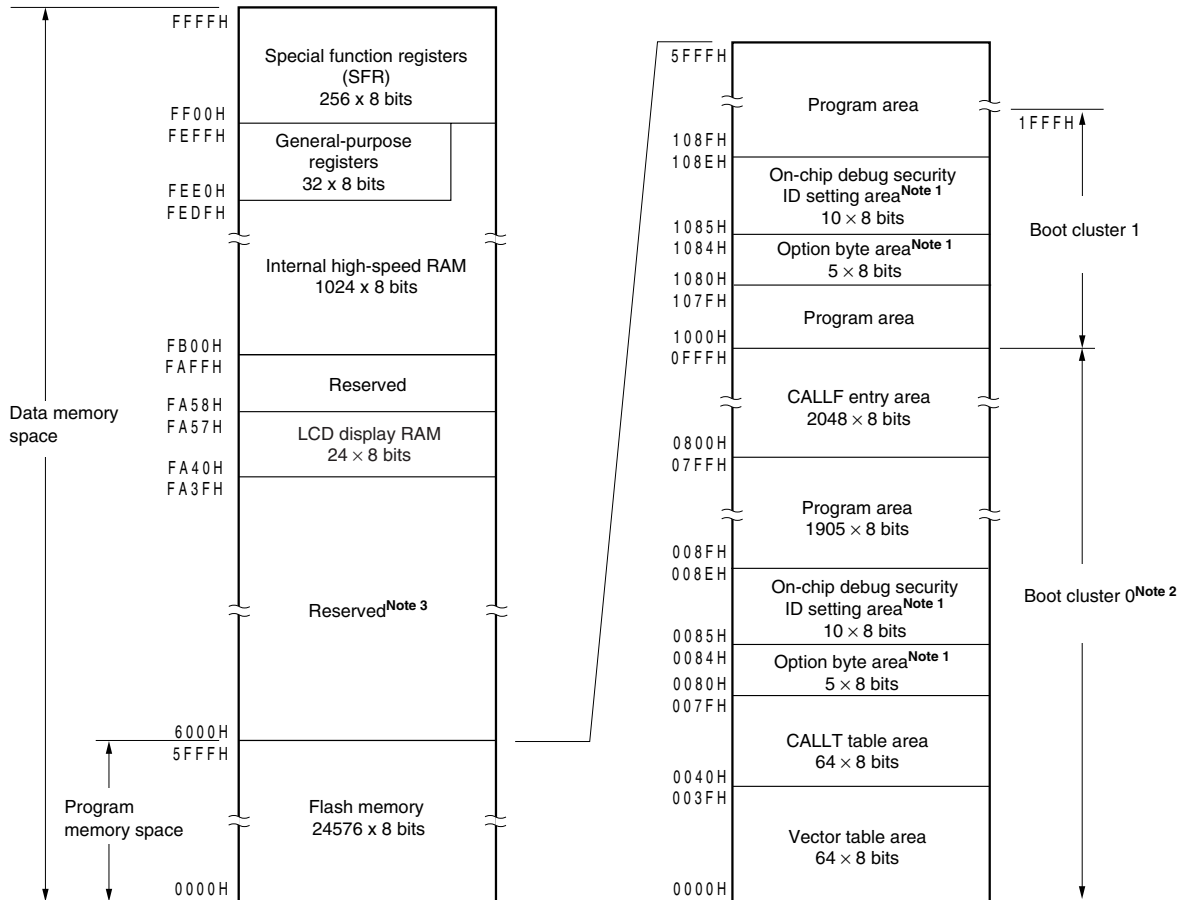 FFFFH
Special function registers
(SFR)
256 x 8 bits
FF00H
FEFFH
General-purpose
registers
32 x 8 bits
FEE0H
FEDFH
Internal high-speed RAM
1024 x 8 bits
FB00H
FAFFH
Reserved
FA58H
FA57H
LCD display RAM
24 × 8 bits
FA40H
FA3FH
Reserved Note 3
6000H
5FFFH
Flash memory
24576 x 8 bits
0000H
Data memory
space
Program
memory space
5FFFH
Program area
108FH
108EH
On-chip debug security
ID setting area Note 1
10 × 8 bits
1085H
1084H
Option byte area Note 1
5 × 8 bits
1080H
107FH
Program area
1000H
0FFFH
CALLF entry area
2048 × 8 bits
0800H
07FFH
Program area
1905 × 8 bits
008FH
008EH
On-chip debug security
ID setting area Note 1
10 × 8 bits
0085H
0084H
Option byte area Note 1
5 × 8 bits
0080H
007FH
CALLT table area
64 × 8 bits
0040H
003FH
Vector table area
64 × 8 bits
0000H
1FFFH
Boot cluster 1
Boot cluster 0 Note 2